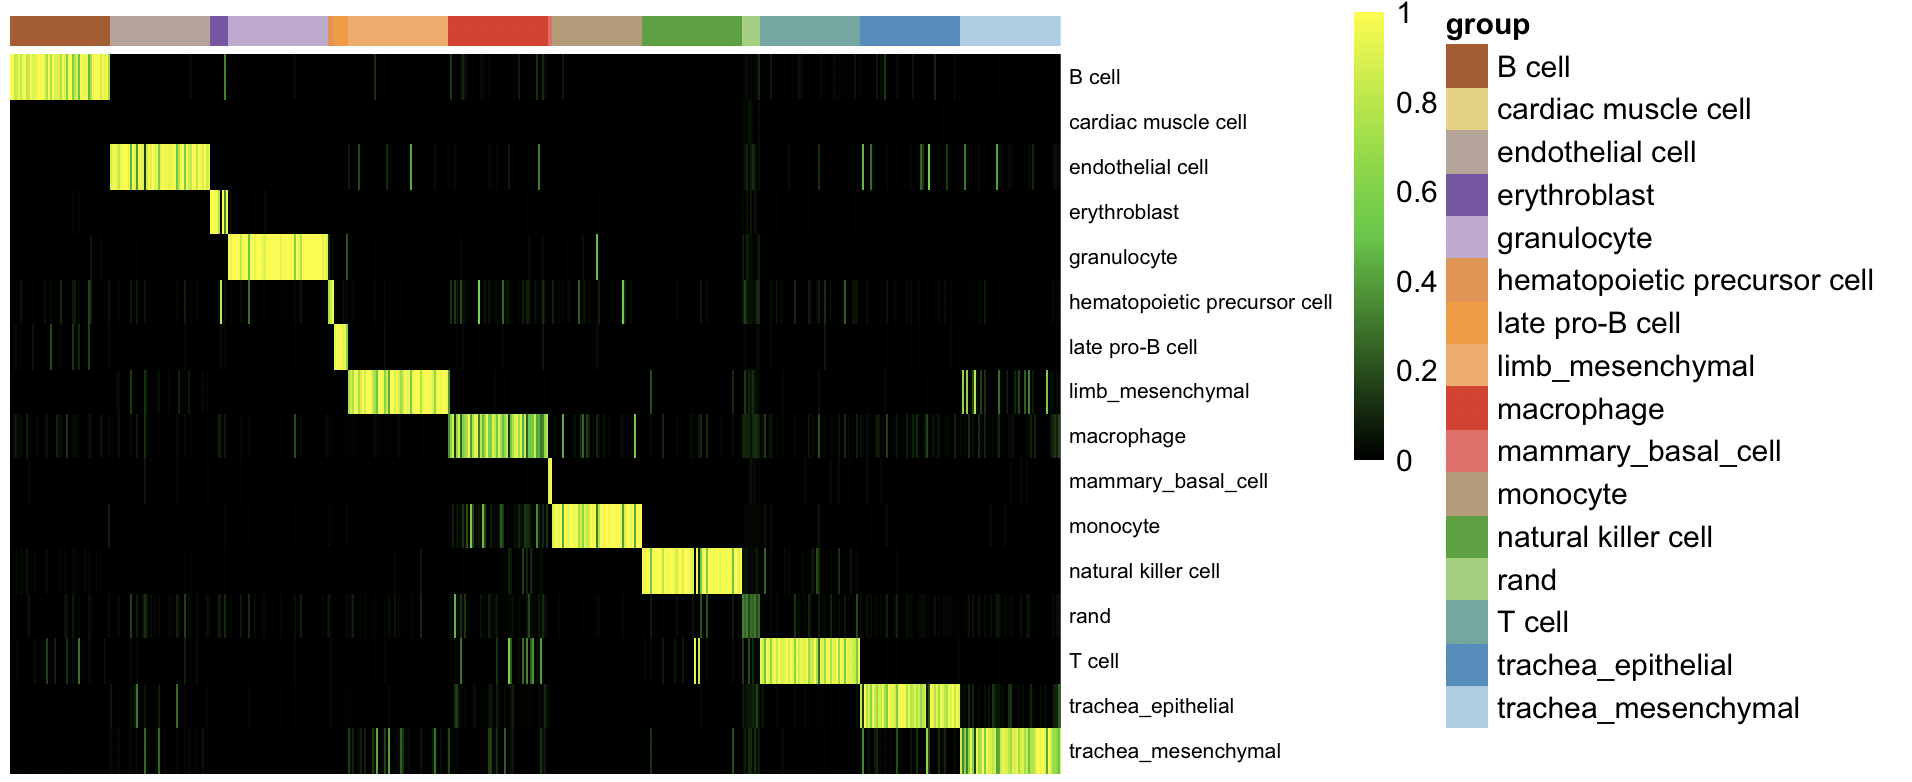 B cell
cardiac muscle cell
endothelial cell
erythroblast
granulocyte
hematopoietic precursor cell
late pro-B cell
limb_mesenchymal
macrophage
mammary_basal_cell
monocyte
natural killer cell
rand
T cell
trachea_epithelial
trachea_mesenchymal
1
0.8
0.6
0.4
0.2
0
group
B cell
cardiac muscle cell
endothelial cell
erythroblast
granulocyte
hematopoietic precursor cell
late pro-B cell
limb_mesenchymal
macrophage
mammary_basal_cell
monocyte
natural killer cell
rand
T cell
trachea_epithelial
trachea_mesenchymal